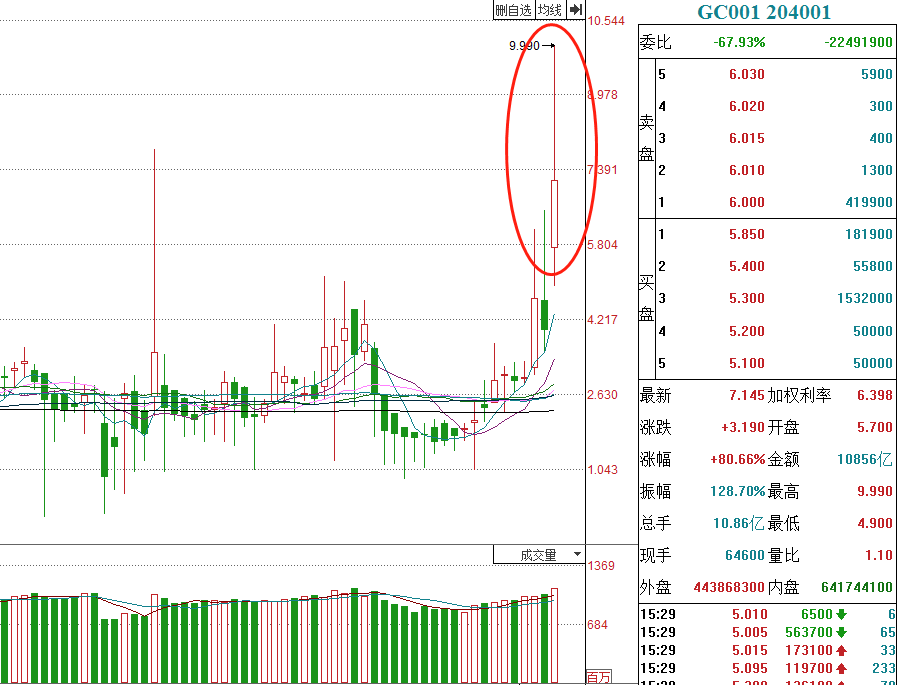 删自选 均线
10.544
9.990
8.978
7.391
5.804
4.217
2.630
1.043
成交量
1369
684
百万
GC001 204001
委比 -67.93% -22491900
卖盘
5 6.030 5900
4 6.020 300
3 6.015 400
2 6.010 1300
1 6.000 419900
买盘
1 5.850 181900
2 5.400 55800
3 5.300 1532000
4 5.200 50000
5 5.100 50000
最新 7.145 加权利率 6.398
涨跌 +3.190 开盘 5.700
涨幅 +80.66% 金额 10856亿
振幅 128.70% 最高 9.990
总手 10.86亿 最低 4.900
现手 64600 量比 1.10
外盘 443868300 内盘 641744100
15:29 5.010 6500 6
15:29 5.005 563700 65
15:29 5.015 173100 33
15:29 5.095 119700 233